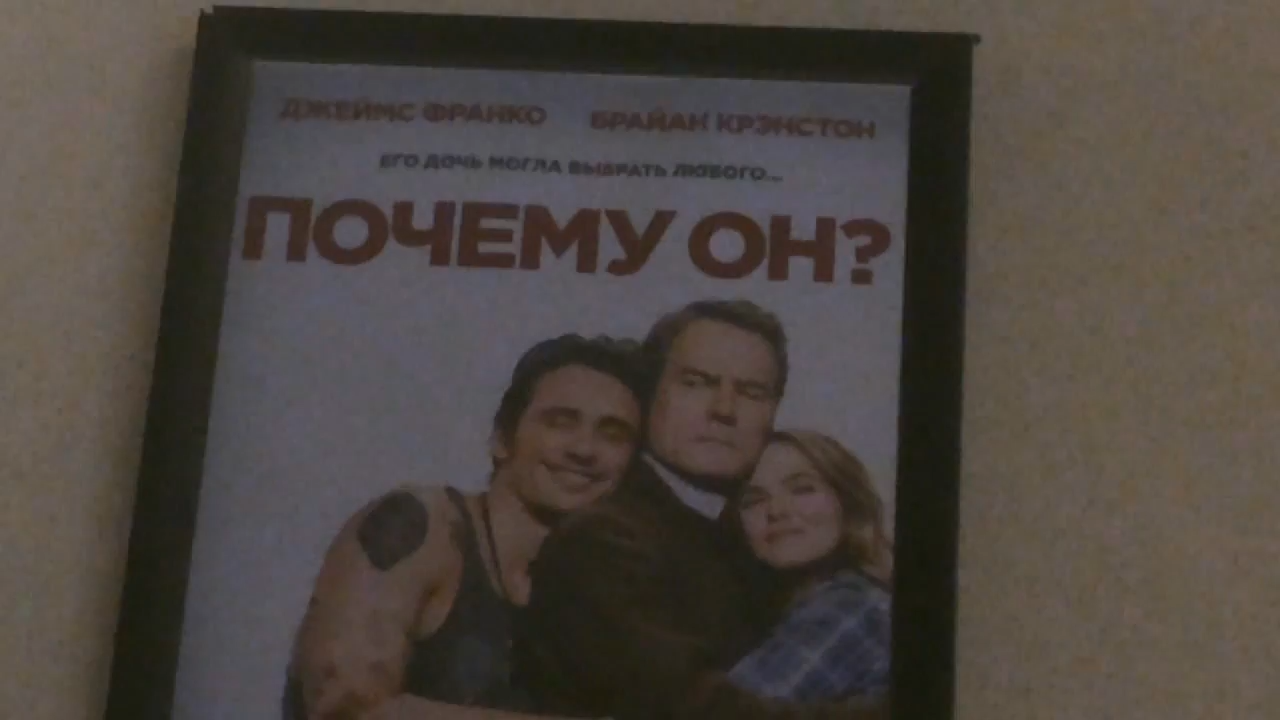 ДЖЕЙМС ФРАНКО БРАЙАН КРЭНСТОН
ЕГО ДОЧЬ МОГЛА ВЫБРАТЬ ЛЮБОГО...
ПОЧЕМУ ОН?